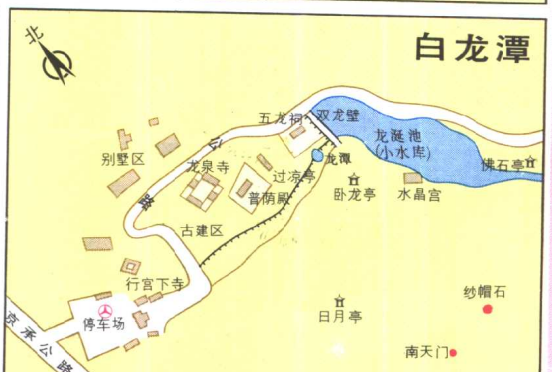 北
白龙潭
五龙祠
双龙壁
龙涎池
(小水库)
公
路
别墅区
龙泉寺
过凉亭
龙潭
佛石亭
普荫殿
卧龙亭
水晶宫
古建区
行宫下寺
纱帽石
日月亭
停车场
京承公路
南天门